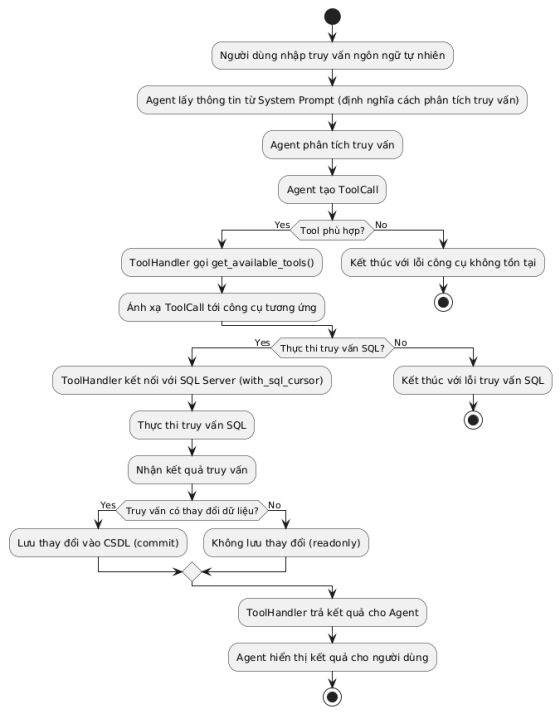 Người dùng nhập truy vấn ngôn ngữ tự nhiên
Agent lấy thông tin từ System Prompt (định nghĩa cách phân tích truy vấn)
Agent phân tích truy vấn
Agent tạo ToolCall
Yes
Tool phù hợp?
No
ToolHandler gọi get_available_tools()
Kết thúc với lỗi công cụ không tồn tại
Ánh xạ ToolCall tới công cụ tương ứng
Yes
Thực thi truy vấn SQL?
No
ToolHandler kết nối với SQL Server (with_sql_cursor)
Kết thúc với lỗi truy vấn SQL
Thực thi truy vấn SQL
Nhận kết quả truy vấn
Yes
Truy vấn có thay đổi dữ liệu?
No
Lưu thay đổi vào CSDL (commit)
Không lưu thay đổi (readonly)
ToolHandler trả kết quả cho Agent
Agent hiển thị kết quả cho người dùng